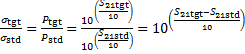 σtgt/σstd = Ptgt/Pstd = 10^(S21tgt/10)/10^(S21std/10) = 10^((S21tgt−S21std)/10)